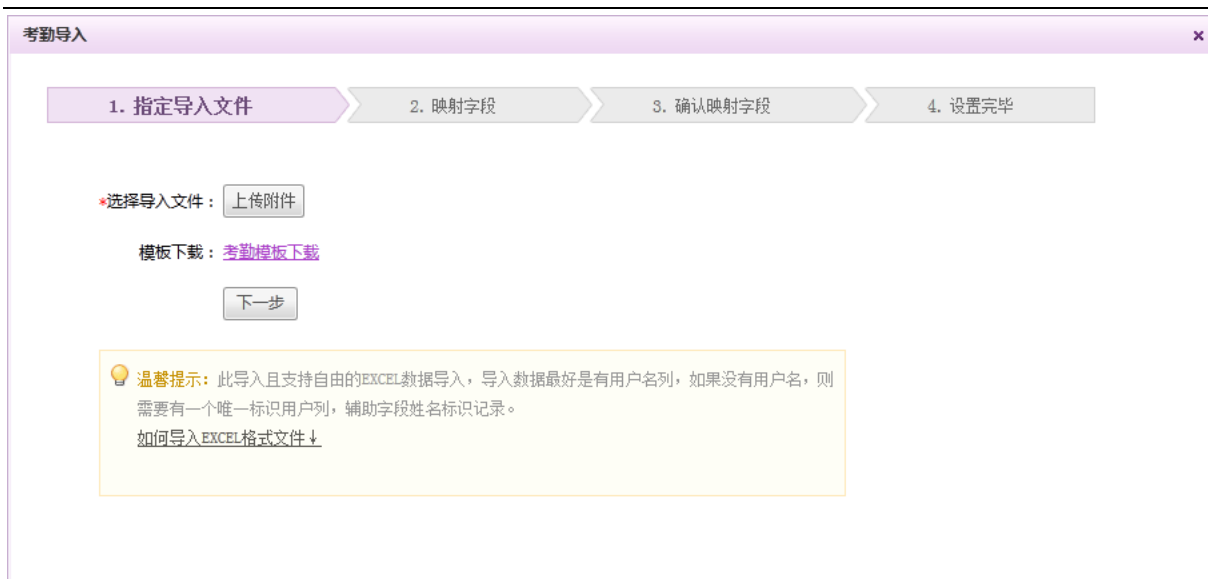 考勤导入
1. 指定导入文件 2. 映射字段 3. 确认映射字段 4. 设置完毕
*选择导入文件： 上传附件
模板下载： 考勤模板下载
下一步
温馨提示：此导入且支持自由的EXCEL数据导入，导入数据最好是有用户名列，如果没有用户名，则
需要有一个唯一标识用户列，辅助字段姓名标识记录。
如何导入EXCEL格式文件↓